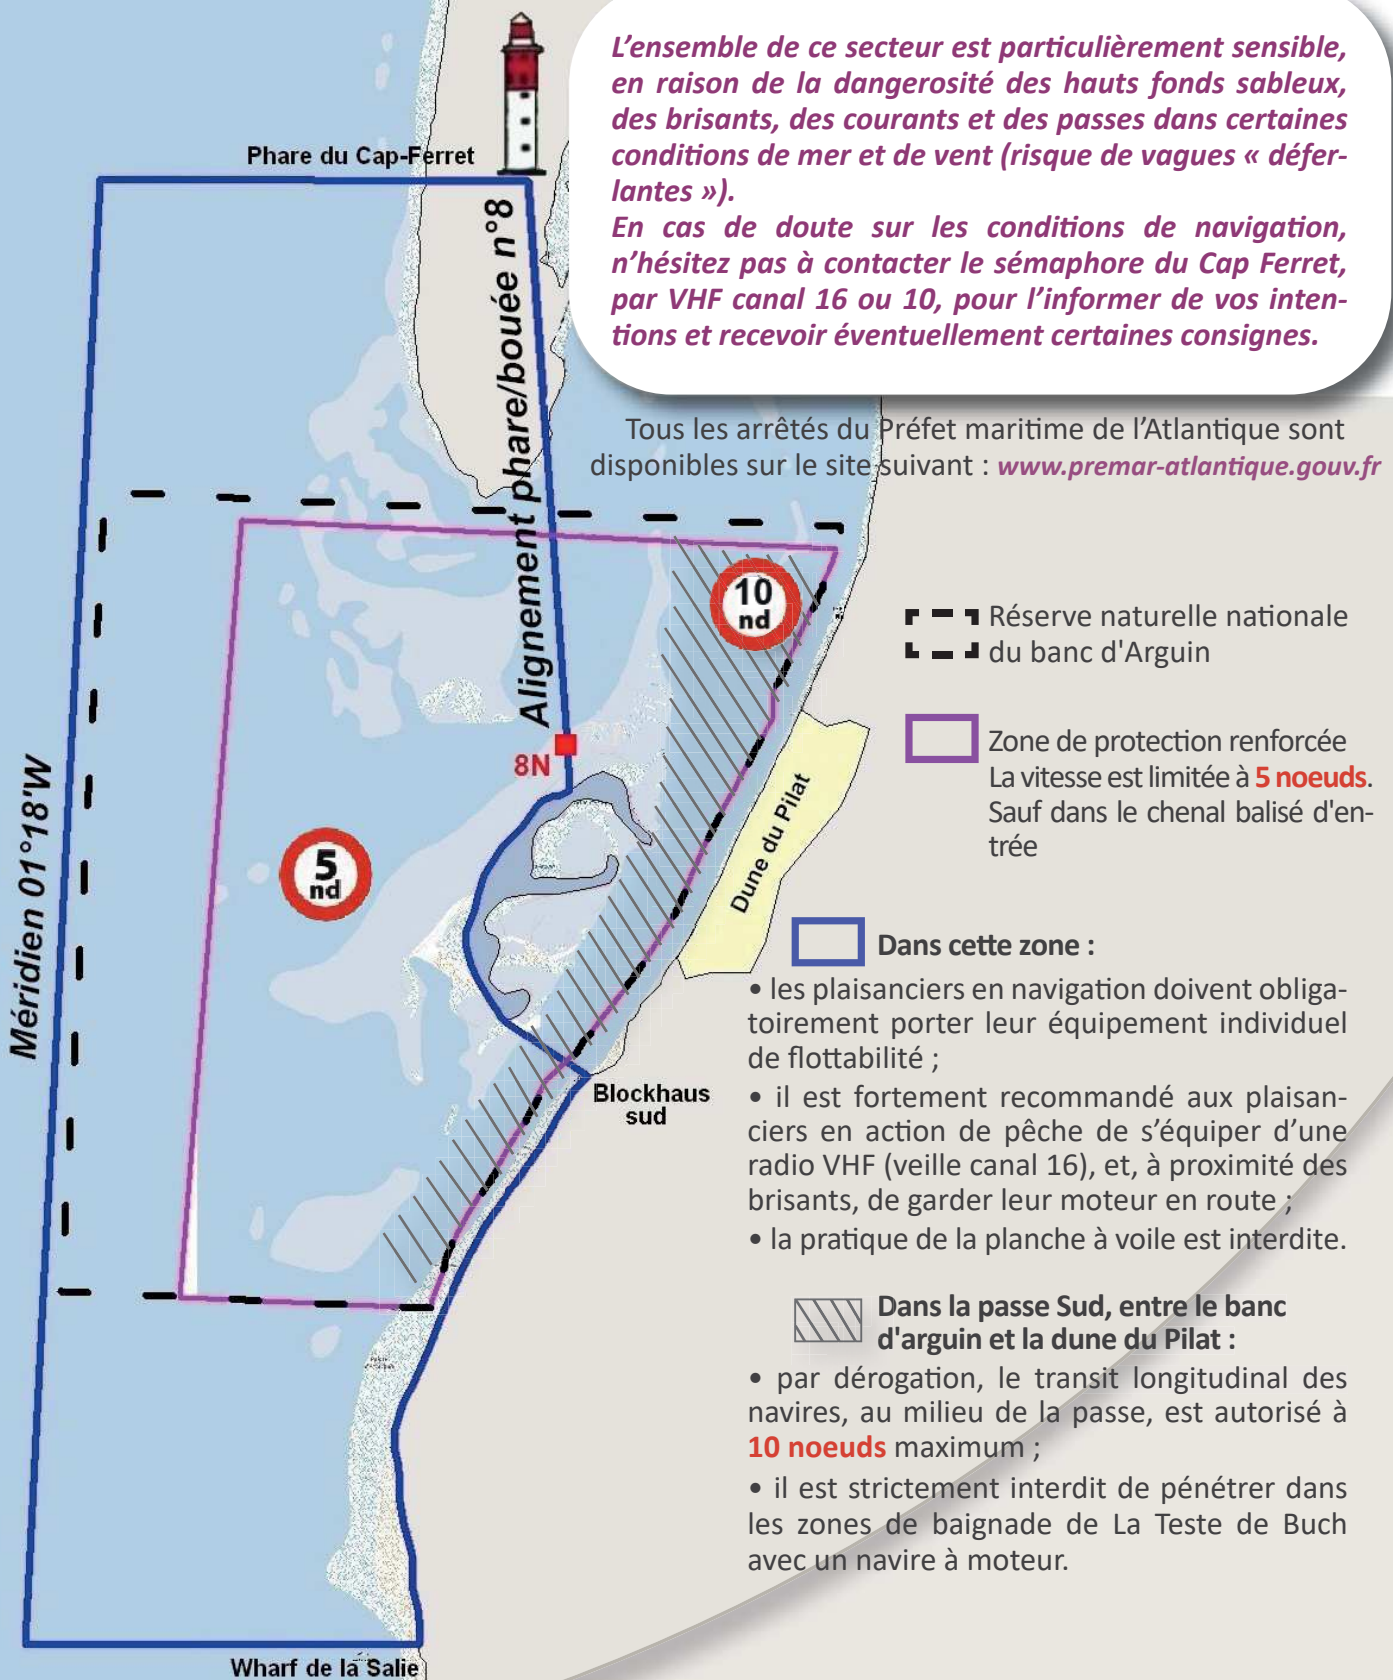 L'ensemble de ce secteur est particulièrement sensible,
en raison de la dangerosité des hauts fonds sableux,
des brisants, des courants et des passes dans certaines
conditions de mer et de vent (risque de vagues « défer-
lantes »).
En cas de doute sur les conditions de navigation,
n'hésitez pas à contacter le sémaphore du Cap Ferret,
par VHF canal 16 ou 10, pour l'informer de vos inten-
tions et recevoir éventuellement certaines consignes.
Tous les arrêtés du Préfet maritime de l'Atlantique sont
disponibles sur le site suivant : www.premar-atlantique.gouv.fr
Phare du Cap-Ferret
Alignement phare/bouée n°8
Méridien 01°18'W
10
nd
8N
5
nd
Dune du Pilat
Blockhaus
sud
Wharf de la Salie
Réserve naturelle nationale
du banc d'Arguin
Zone de protection renforcée
La vitesse est limitée à 5 noeuds.
Sauf dans le chenal balisé d'en-
trée
Dans cette zone :
• les plaisanciers en navigation doivent obliga-
toirement porter leur équipement individuel
de flottabilité ;
• il est fortement recommandé aux plaisan-
ciers en action de pêche de s'équiper d'une
radio VHF (veille canal 16), et, à proximité des
brisants, de garder leur moteur en route ;
• la pratique de la planche à voile est interdite.
Dans la passe Sud, entre le banc
d'arguin et la dune du Pilat :
• par dérogation, le transit longitudinal des
navires, au milieu de la passe, est autorisé à
10 noeuds maximum ;
• il est strictement interdit de pénétrer dans
les zones de baignade de La Teste de Buch
avec un navire à moteur.